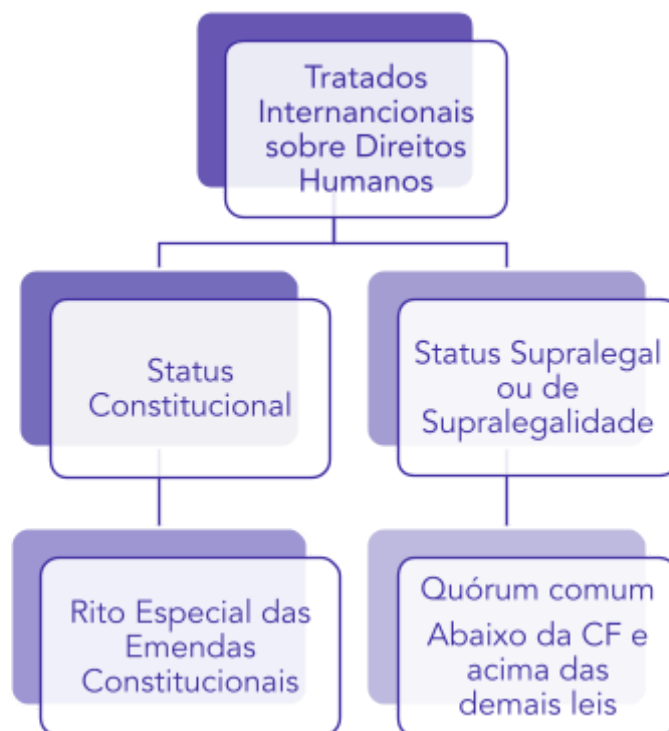 Tratados
Internancionais
sobre Direitos
Humanos
Status
Constitucional
Status Supralegal
ou de
Supralegalidade
Rito Especial das
Emendas
Constitucionais
Quórum comum
Abaixo da CF e
acima das
demais leis